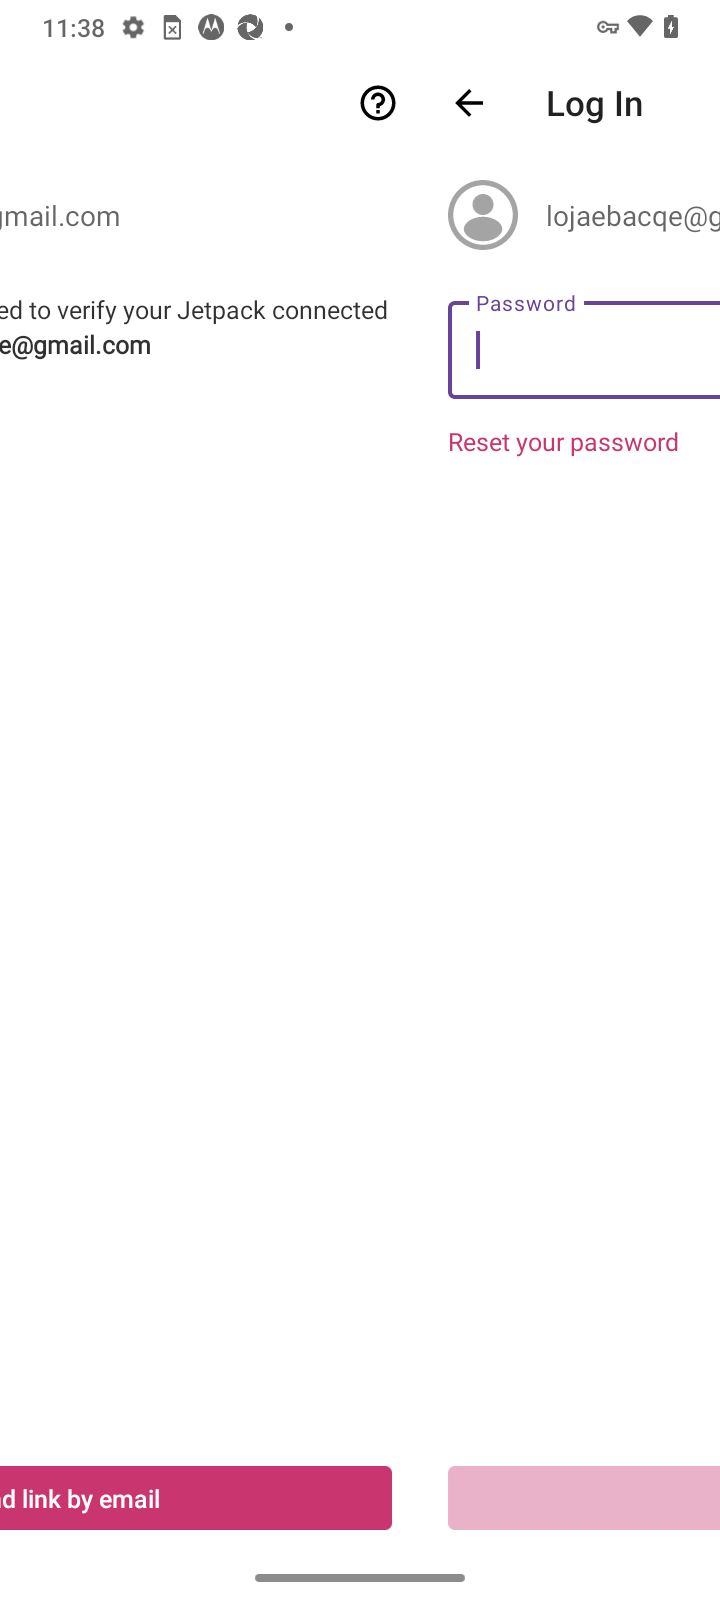 11:38
Log In
gmail.com
lojaebacqe@g
ed to verify your Jetpack connected
e@gmail.com
Password
Reset your password
d link by email